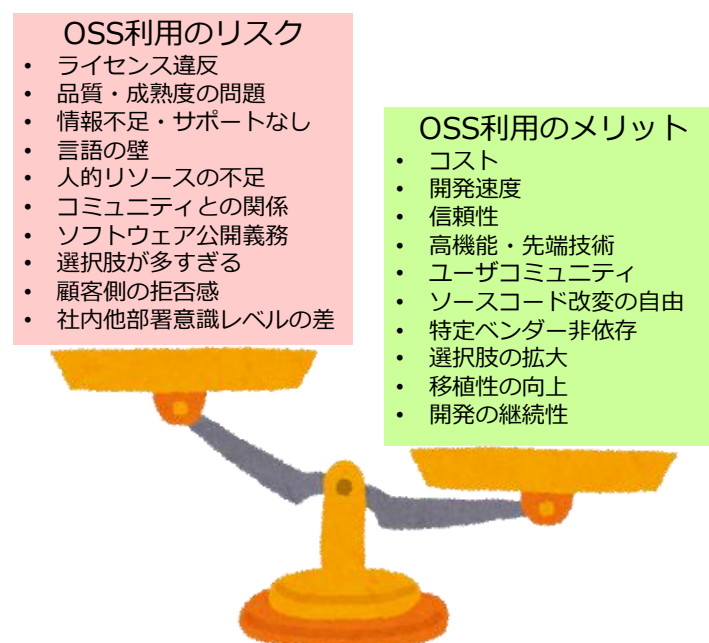 OSS利用のリスク
• ライセンス違反
• 品質・成熟度の問題
• 情報不足・サポートなし
• 言語の壁
• 人的リソースの不足
• コミュニティとの関係
• ソフトウェア公開義務
• 選択肢が多すぎる
• 顧客側の拒否感
• 社内他部署意識レベルの差
OSS利用のメリット
• コスト
• 開発速度
• 信頼性
• 高機能・先端技術
• ユーザコミュニティ
• ソースコード改変の自由
• 特定ベンダー非依存
• 選択肢の拡大
• 移植性の向上
• 開発の継続性